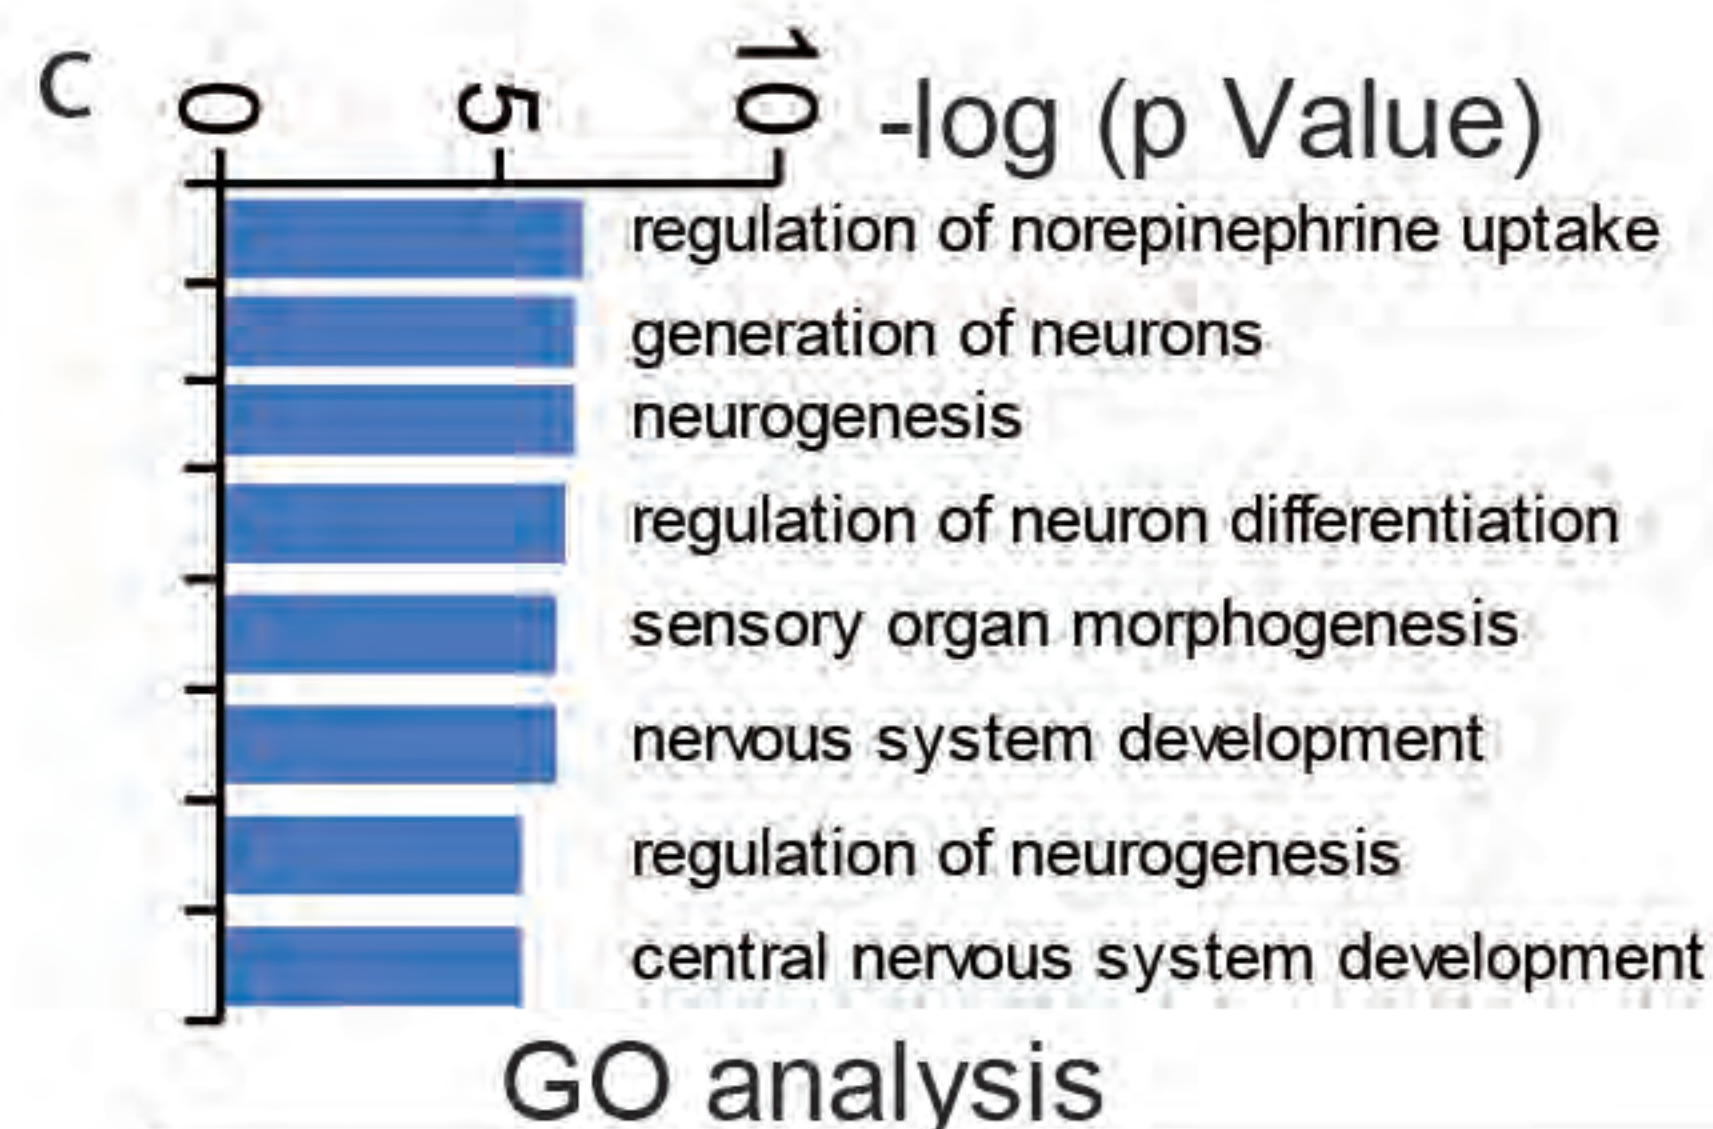 C
0 5 10 -log (p Value)
regulation of norepinephrine uptake
generation of neurons
neurogenesis
regulation of neuron differentiation
sensory organ morphogenesis
nervous system development
regulation of neurogenesis
central nervous system development
GO analysis